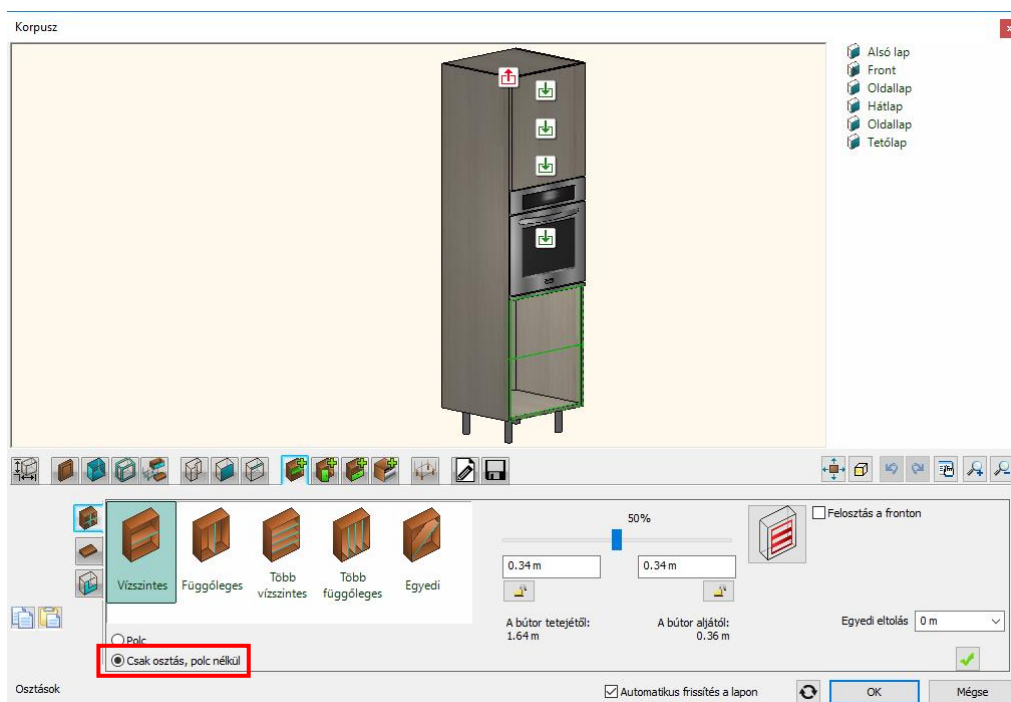 Korpusz
Alsó lap
Front
Oldallap
Hátlap
Oldallap
Tetőlap
50%
Felosztás a fronton
0.34 m
0.34 m
Vízszintes
Függőleges
Több vízszintes
Több függőleges
Egyedi
A bútor tetejétől:
1.64 m
A bútor aljától:
0.36 m
Egyedi eltolás
0 m
Polc
Csak osztás, polc nélkül
Osztások
Automatikus frissítés a lapon
OK
Mégse